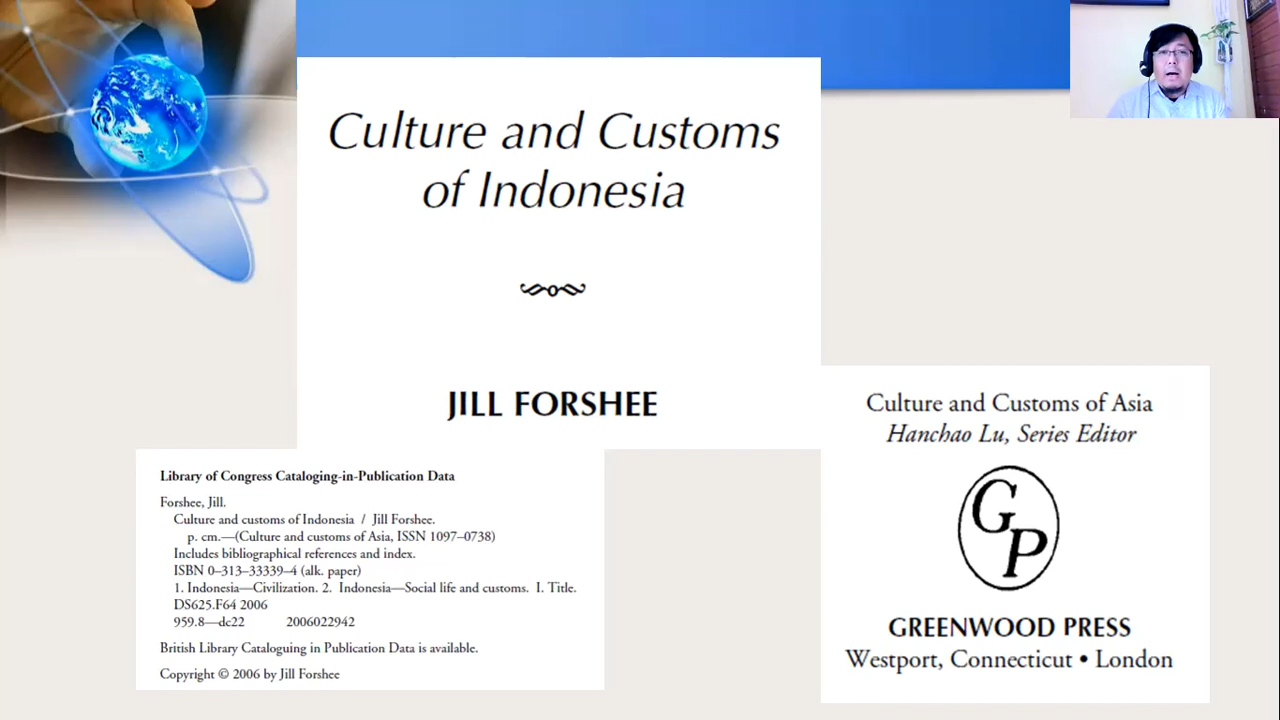 Culture and Customs
of Indonesia
JILL FORSHEE
Library of Congress Cataloging-in-Publication Data
Forshee, Jill.
Culture and customs of Indonesia / Jill Forshee.
p. cm.—(Culture and customs of Asia, ISSN 1097–0738)
Includes bibliographical references and index.
ISBN 0–313–33339–4 (alk. paper)
1. Indonesia—Civilization. 2. Indonesia—Social life and customs. I. Title.
DS625.F64 2006
959.8—dc22 2006022942
British Library Cataloguing in Publication Data is available.
Copyright © 2006 by Jill Forshee
Culture and Customs of Asia
Hanchao Lu, Series Editor
GP
GREENWOOD PRESS
Westport, Connecticut • London